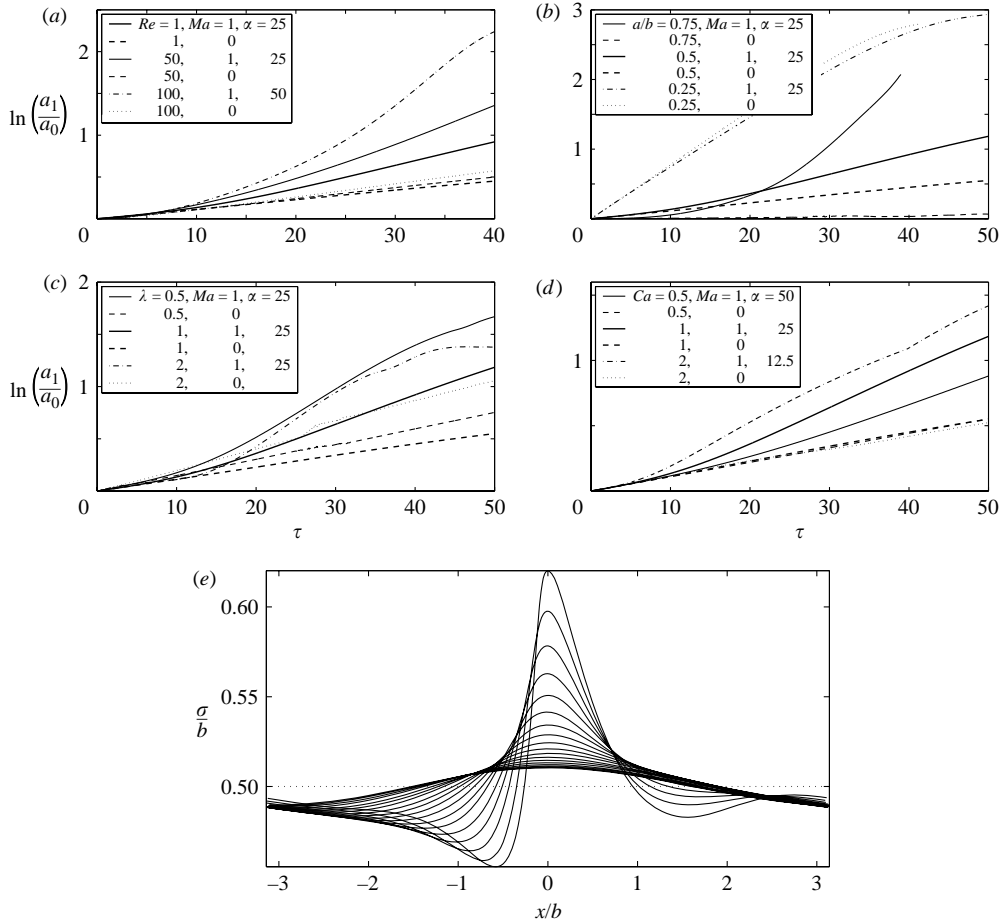 (a)
Re = 1, Ma = 1, α = 25
1, 0
50, 1, 25
50, 0
100, 1, 50
100, 0
2
1
ln (a₁/a₀)
0 10 20 30 40
(b)
a/b = 0.75, Ma = 1, α = 25
0.75, 0
0.5, 1, 25
0.5, 0
0.25, 1, 25
0.25, 0
3
2
1
0 10 20 30 40 50
(c)
λ = 0.5, Ma = 1, α = 25
0.5, 0
1, 1, 25
1, 0,
2, 1, 25
2, 0,
2
1
ln (a₁/a₀)
0 10 20 30 40 50
τ
(d)
Ca = 0.5, Ma = 1, α = 50
0.5, 0
1, 1, 25
1, 0
2, 1, 12.5
2, 0
1
0 10 20 30 40 50
τ
(e)
0.60
0.55
0.50
σ/b
–3 –2 –1 0 1 2 3
x/b